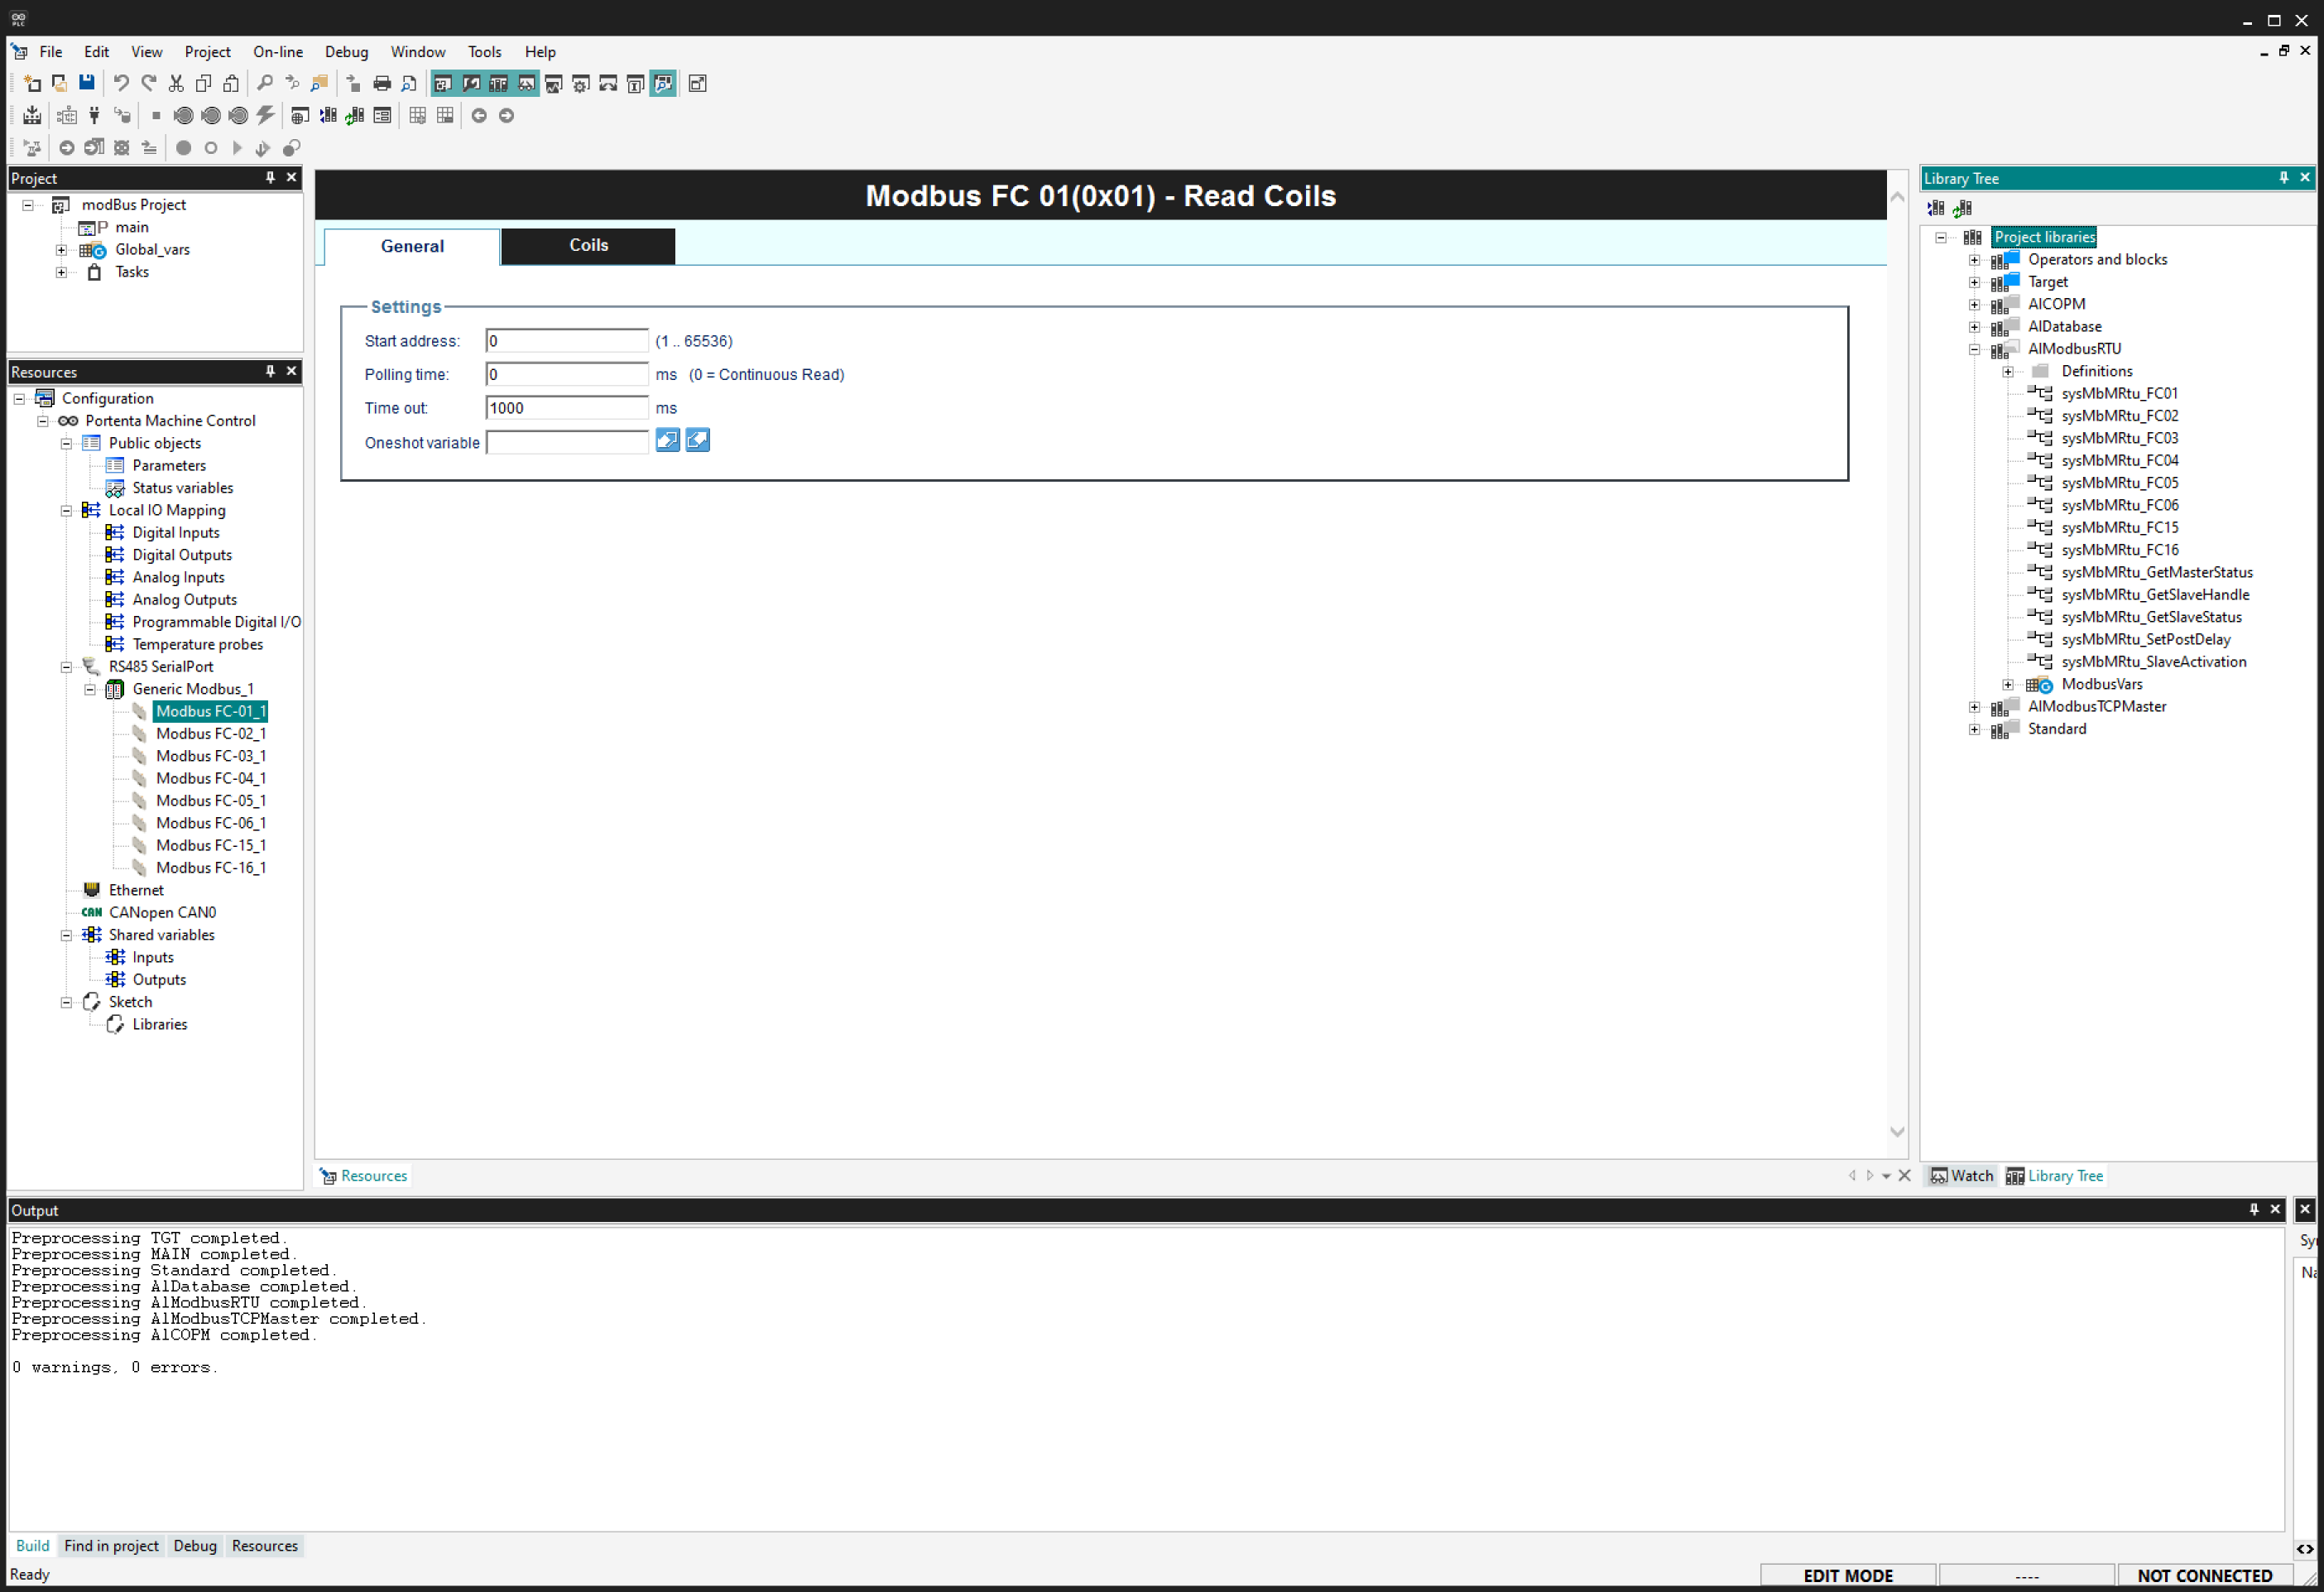 PLC
File Edit View Project On-line Debug Window Tools Help
Project
modBus Project
P main
Global_vars
Tasks
Resources
Configuration
Portenta Machine Control
Public objects
Parameters
Status variables
Local IO Mapping
Digital Inputs
Digital Outputs
Analog Inputs
Analog Outputs
Programmable Digital I/O
Temperature probes
RS485 SerialPort
Generic Modbus_1
Modbus FC-01_1
Modbus FC-02_1
Modbus FC-03_1
Modbus FC-04_1
Modbus FC-05_1
Modbus FC-06_1
Modbus FC-15_1
Modbus FC-16_1
Ethernet
CAN CANopen CAN0
Shared variables
Inputs
Outputs
Sketch
Libraries
Modbus FC 01(0x01) - Read Coils
General Coils
Settings
Start address: 0 (1 .. 65536)
Polling time: 0 ms (0 = Continuous Read)
Time out: 1000 ms
Oneshot variable
Resources
Library Tree
Project libraries
Operators and blocks
Target
AlCOPM
AlDatabase
AlModbusRTU
Definitions
sysMbMRtu_FC01
sysMbMRtu_FC02
sysMbMRtu_FC03
sysMbMRtu_FC04
sysMbMRtu_FC05
sysMbMRtu_FC06
sysMbMRtu_FC15
sysMbMRtu_FC16
sysMbMRtu_GetMasterStatus
sysMbMRtu_GetSlaveHandle
sysMbMRtu_GetSlaveStatus
sysMbMRtu_SetPostDelay
sysMbMRtu_SlaveActivation
ModbusVars
AlModbusTCPMaster
Standard
Watch Library Tree
Output
Preprocessing TGT completed.
Preprocessing MAIN completed.
Preprocessing Standard completed.
Preprocessing AlDatabase completed.
Preprocessing AlModbusRTU completed.
Preprocessing AlModbusTCPMaster completed.
Preprocessing AlCOPM completed.
0 warnings, 0 errors.
Build Find in project Debug Resources
Ready
EDIT MODE ---- NOT CONNECTED